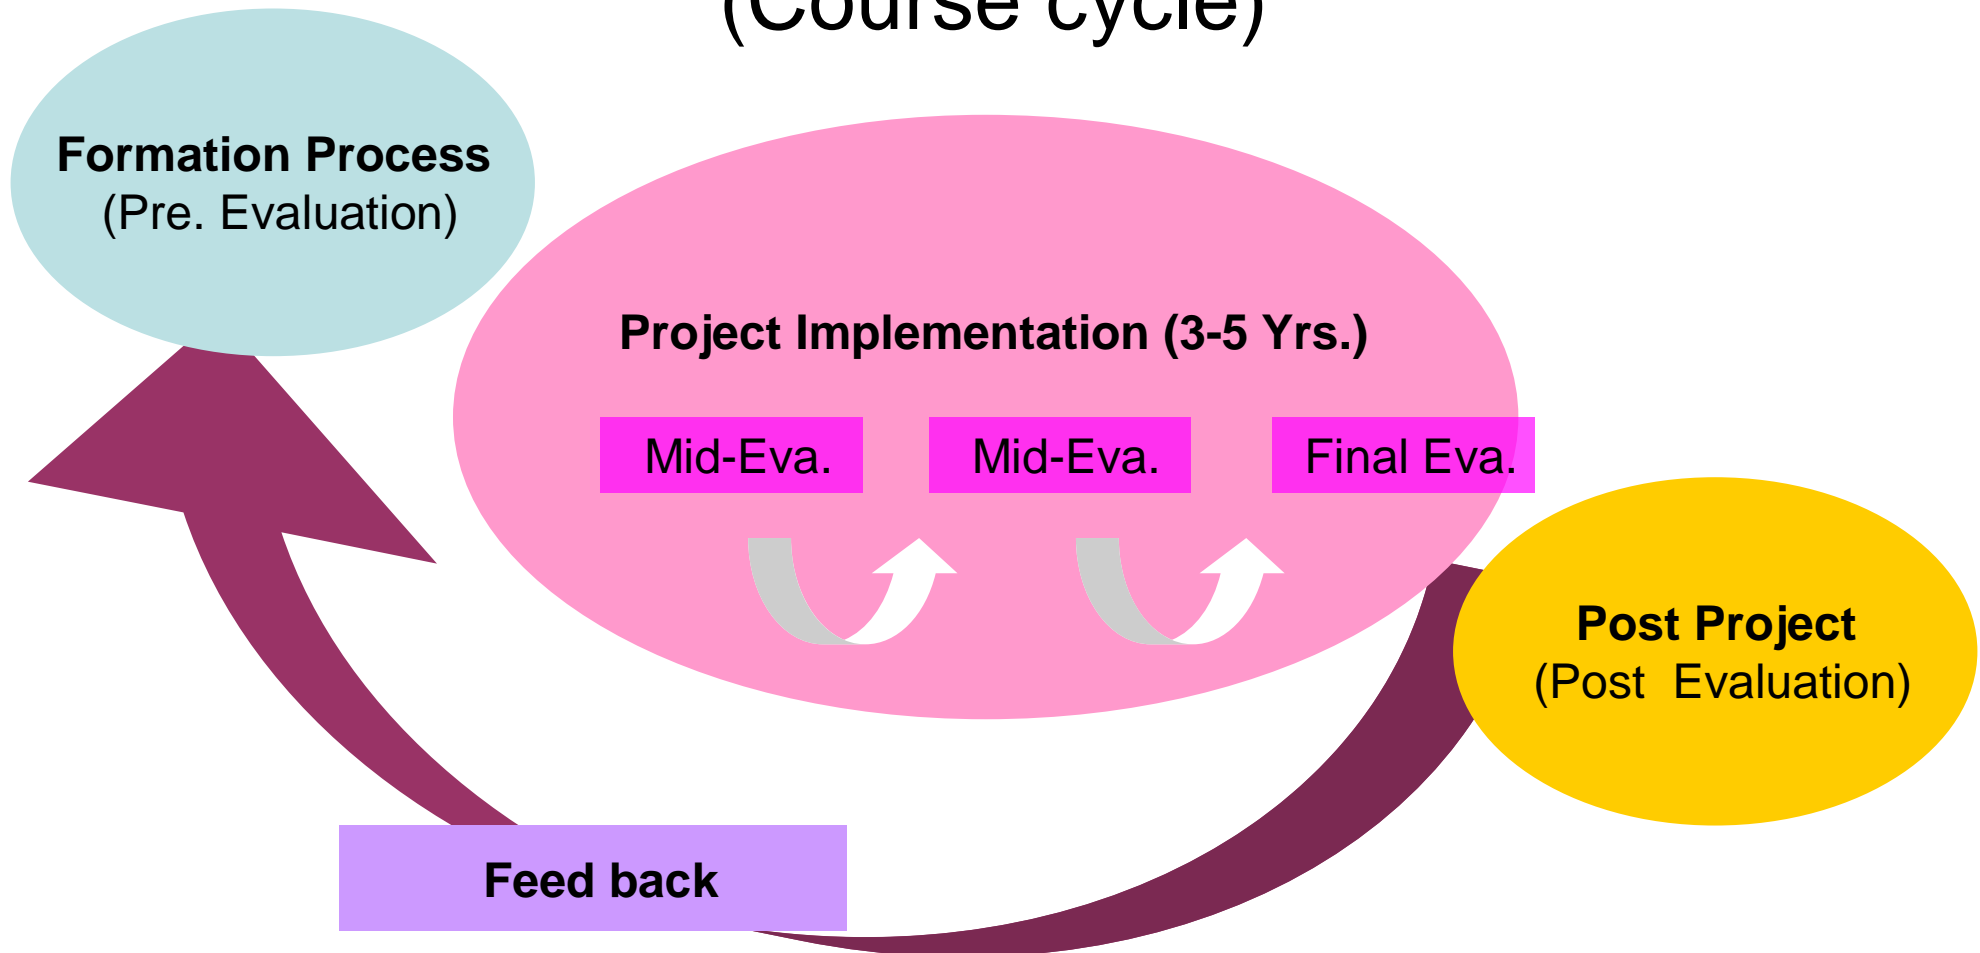 (Course cycle)
Formation Process
(Pre. Evaluation)
Project Implementation (3-5 Yrs.)
Mid-Eva.
Mid-Eva.
Final Eva.
Post Project
(Post  Evaluation)
Feed back